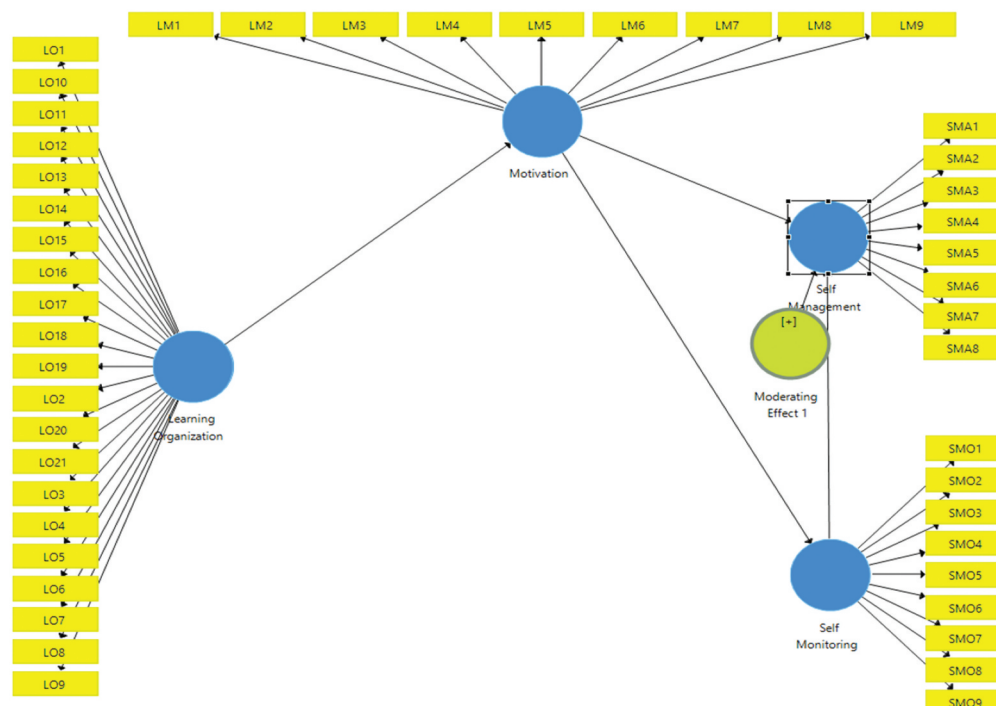 LM1
LM2
LM3
LM4
LM5
LM6
LM7
LM8
LM9
LO1
LO10
LO11
LO12
LO13
LO14
LO15
LO16
LO17
LO18
LO19
LO2
LO20
LO21
LO3
LO4
LO5
LO6
LO7
LO8
LO9
Motivation
Learning
Organization
Self
Management
[+]
Moderating
Effect 1
Self
Monitoring
SMA1
SMA2
SMA3
SMA4
SMA5
SMA6
SMA7
SMA8
SMO1
SMO2
SMO3
SMO4
SMO5
SMO6
SMO7
SMO8
SMO9